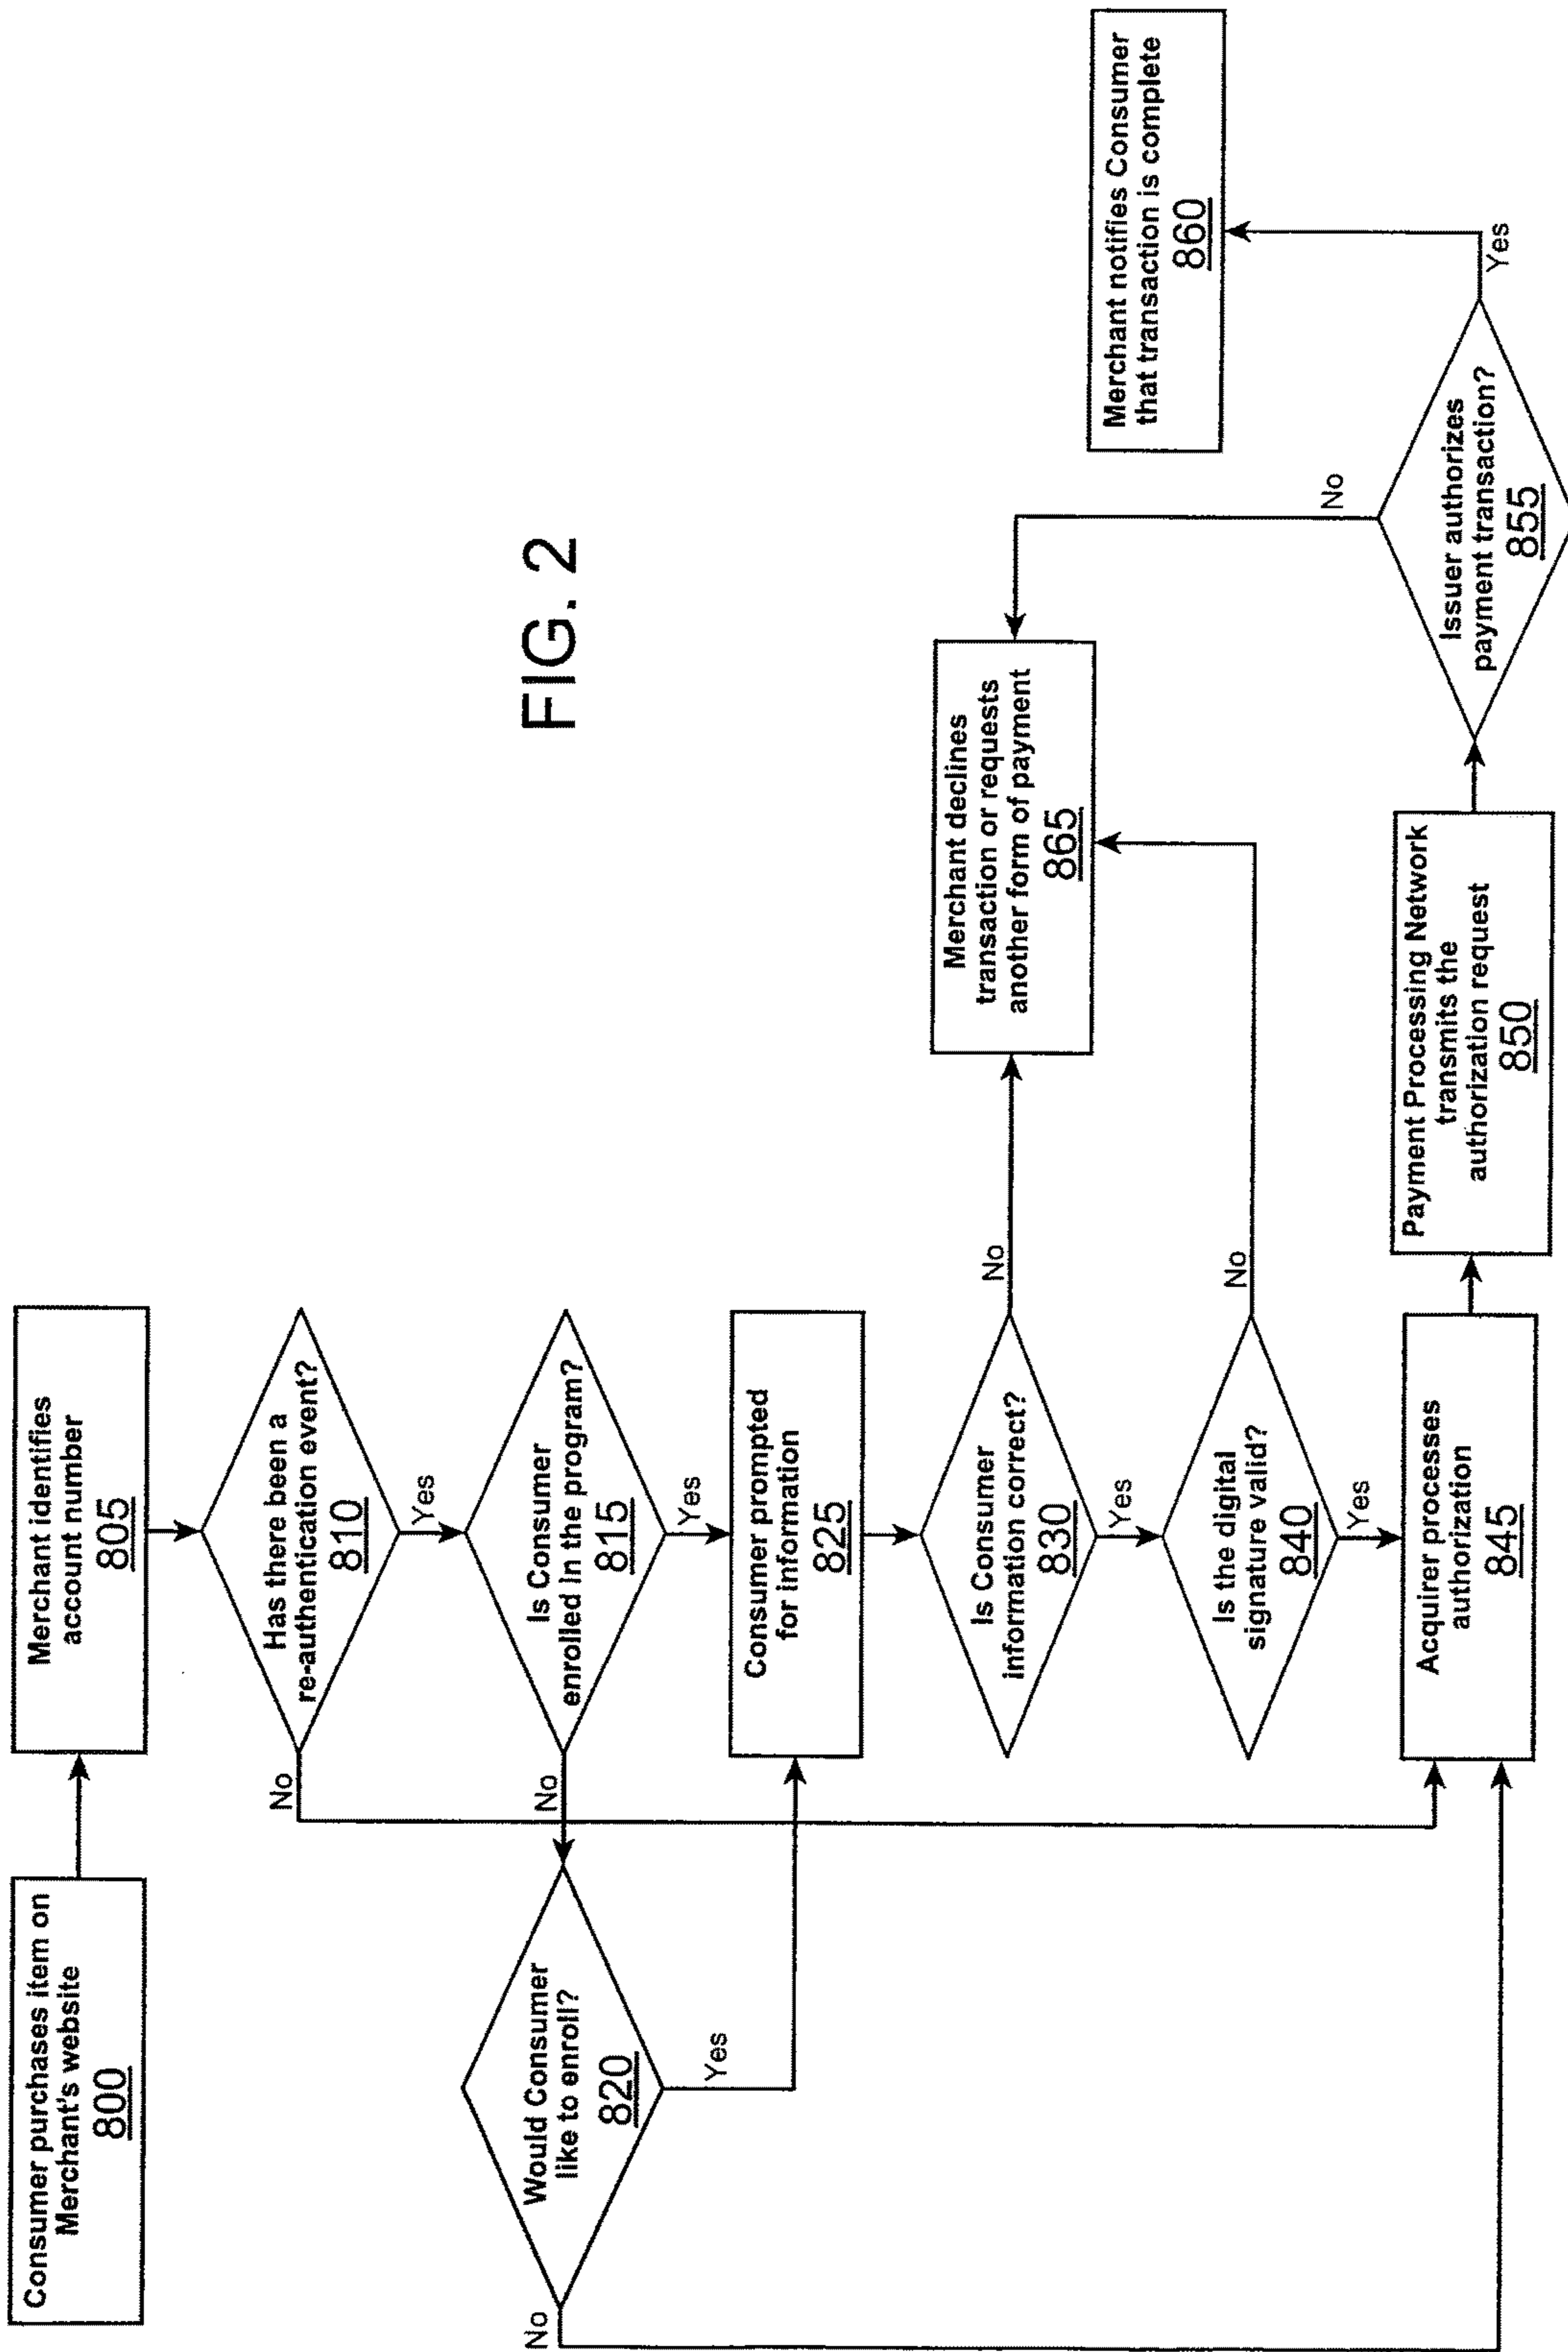 Consumer purchases item on
Merchant's website
800
Merchant identifies
account number
805
Has there been a
re-authentication event?
810
No
Yes
Is Consumer
enrolled in the program?
815
No
Yes
Would Consumer
like to enroll?
820
No
Yes
Consumer prompted
for information
825
Is Consumer
information correct?
830
No
Yes
Is the digital
signature valid?
840
No
Yes
Acquirer processes
authorization
845
Payment Processing Network
transmits the
authorization request
850
Issuer authorizes
payment transaction?
855
No
Yes
Merchant declines
transaction or requests
another form of payment
865
Merchant notifies Consumer
that transaction is complete
860
FIG. 2